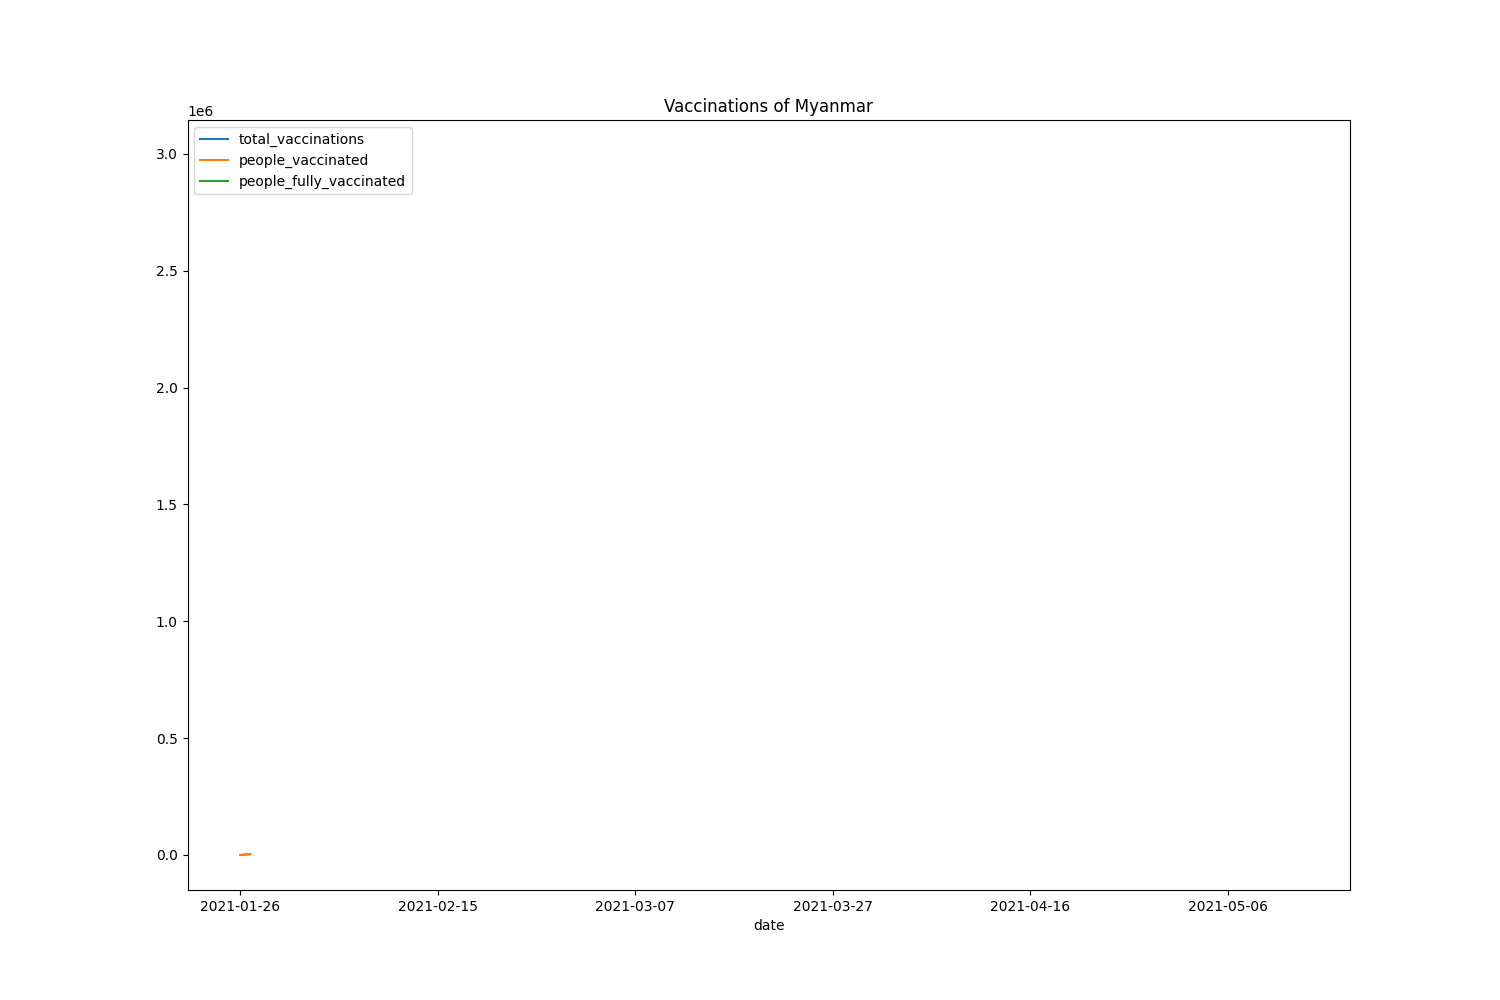 Vaccinations of Myanmar
1e6
total_vaccinations
people_vaccinated
people_fully_vaccinated
3.0
2.5
2.0
1.5
1.0
0.5
0.0
2021-01-26 2021-02-15 2021-03-07 2021-03-27 2021-04-16 2021-05-06
date